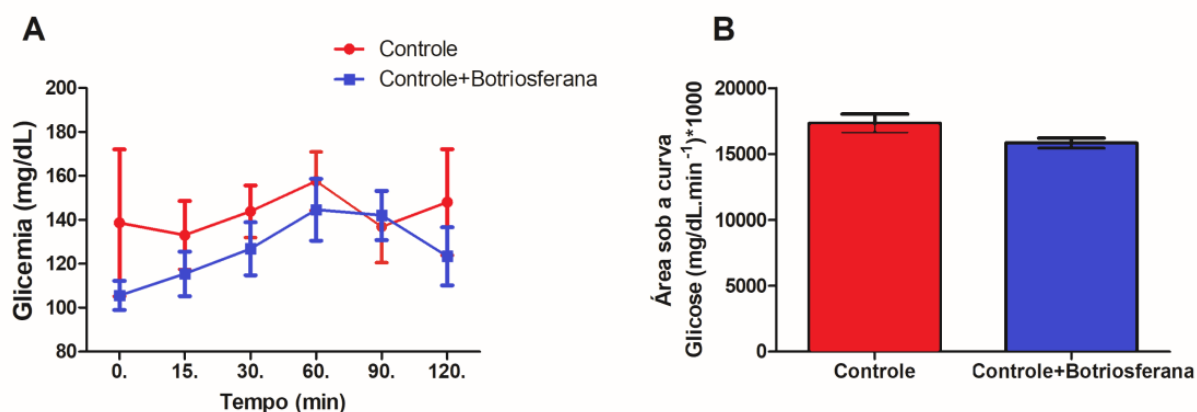 A
Controle
Controle+Botriosferana
Glicemia (mg/dL)
200
180
160
140
120
100
80
0.
15.
30.
60.
90.
120.
Tempo (min)
B
Área sob a curva
Glicose (mg/dL.min⁻¹)*1000
20000
15000
10000
5000
0
Controle
Controle+Botriosferana